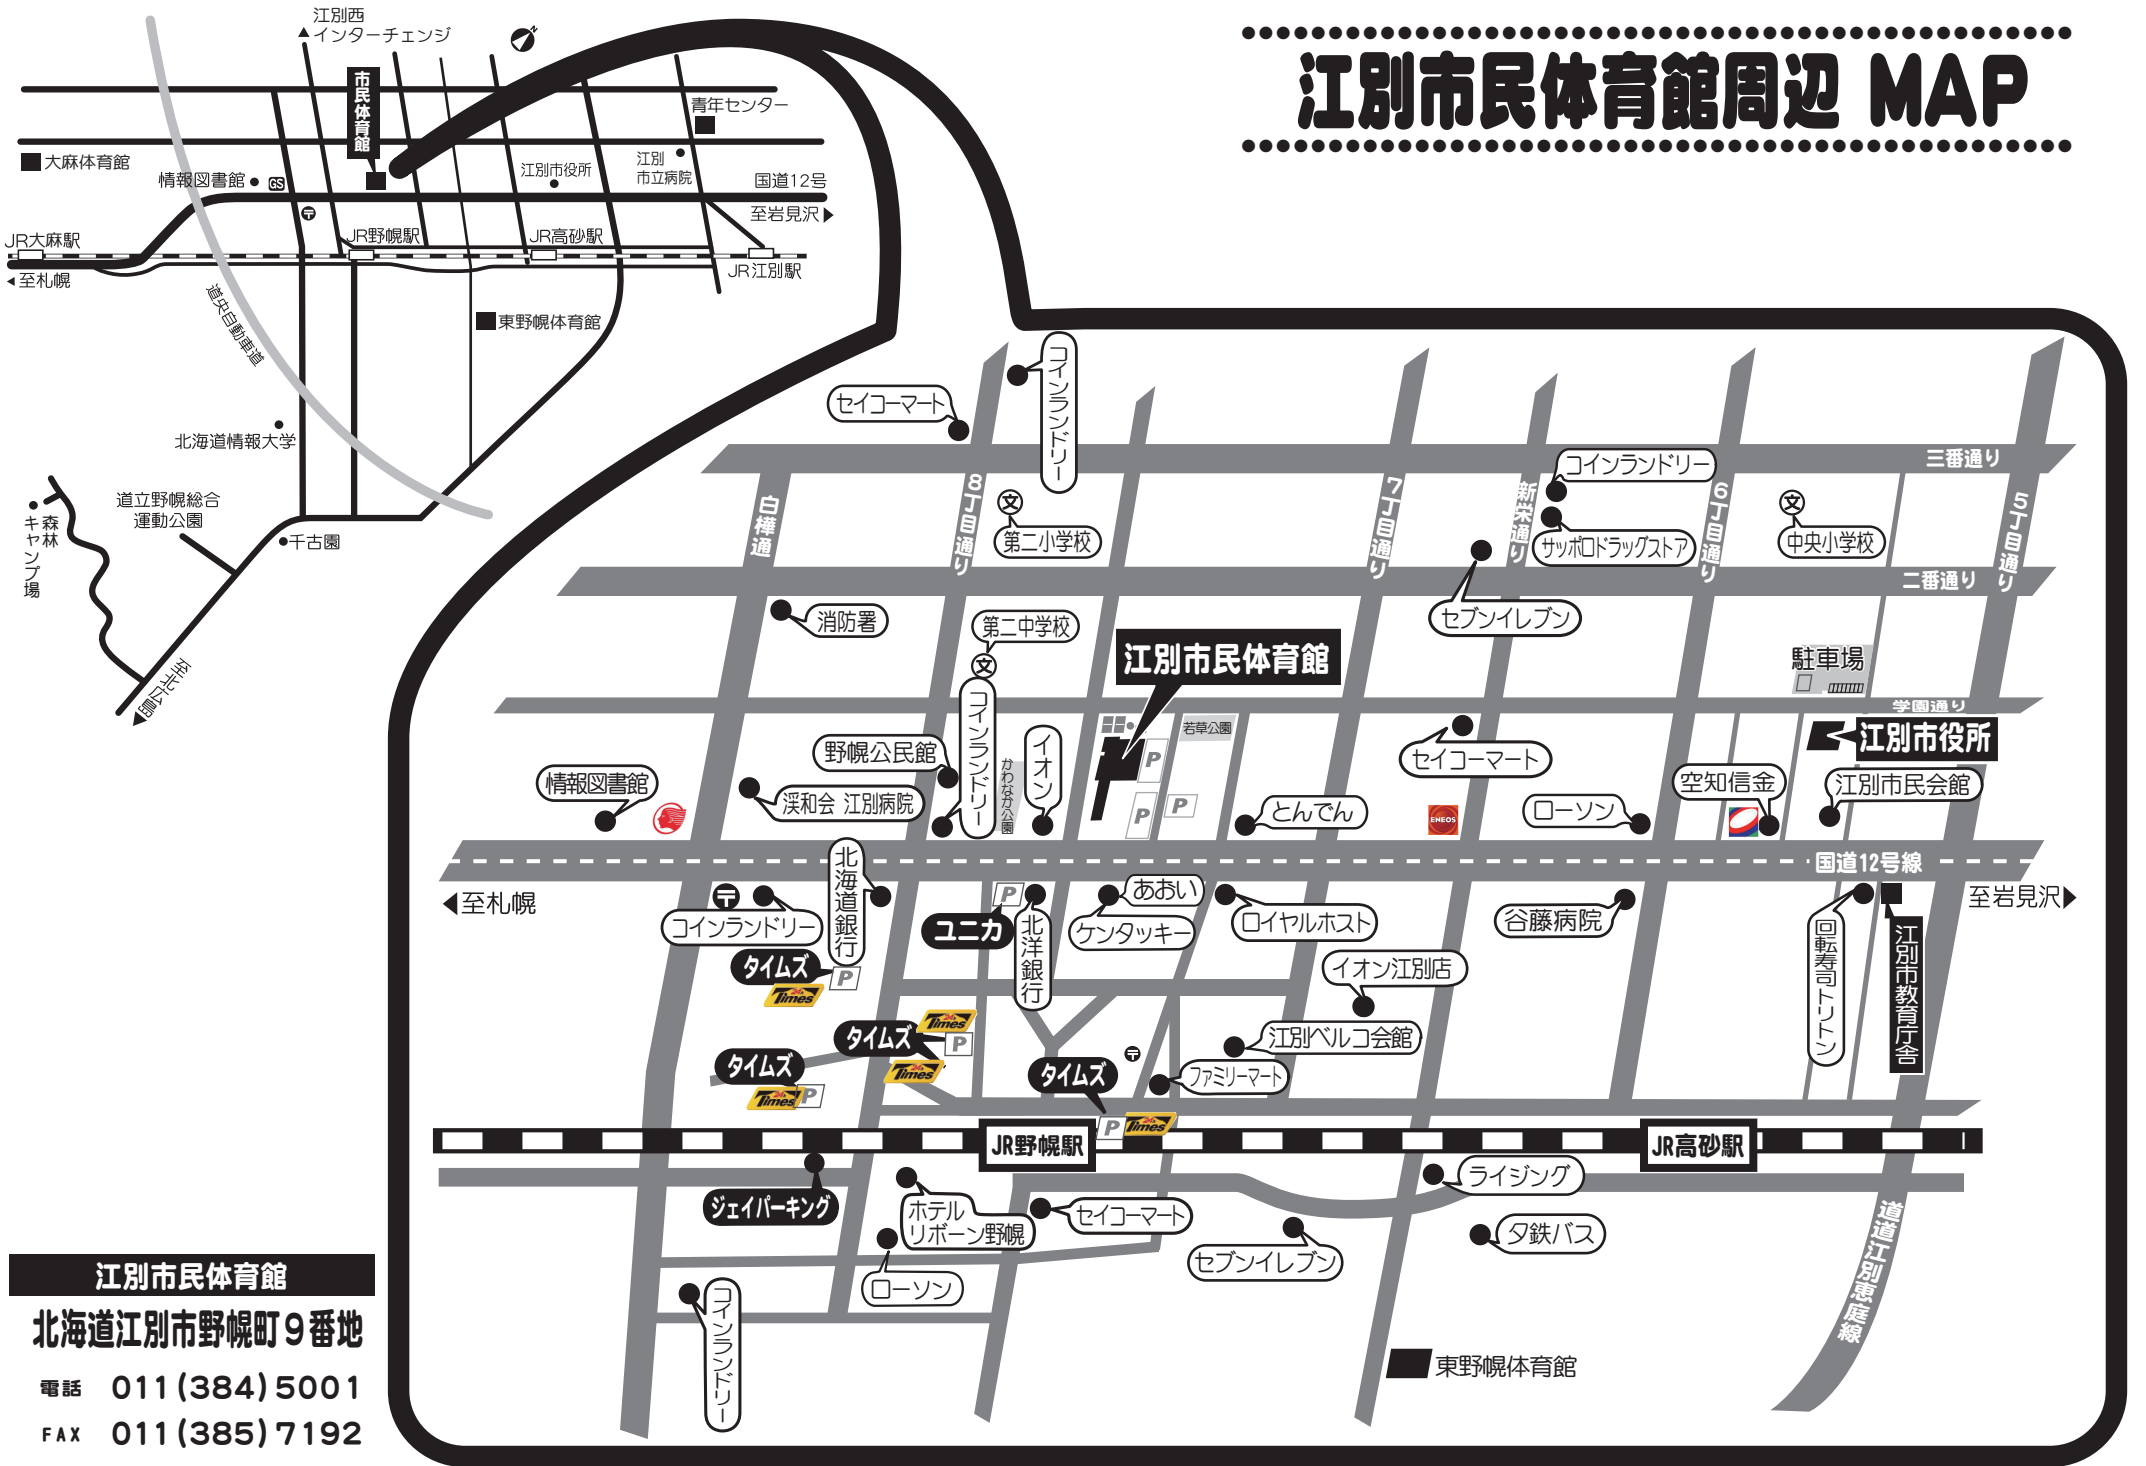 江別市民体育館周辺 MAP
江別西
インターチェンジ
N
市民体育館
青年センター
大麻体育館
情報図書館
GS
江別市役所
江別
市立病院
国道12号
至岩見沢
JR大麻駅
JR野幌駅
JR高砂駅
JR江別駅
至札幌
道央自動車道
東野幌体育館
北海道情報大学
道立野幌総合
運動公園
森林
キャンプ場
千古園
至北広島
コインランドリー
セイコーマート
三番通り
白樺通
8丁目通り
7丁目通り
新栄通り
6丁目通り
5丁目通り
文
第二小学校
コインランドリー
サッポロドラッグストア
文
中央小学校
二番通り
セブンイレブン
消防署
第二中学校
文
江別市民体育館
駐車場
学園通り
コインランドリー
イオン
かわなか公園
若草公園
P
P
P
野幌公民館
情報図書館
渓和会 江別病院
セイコーマート
江別市役所
江別市民会館
空知信金
ローソン
ENEOS
とんでん
国道12号線
至札幌
至岩見沢
コインランドリー
北海道銀行
P
ユニカ
北洋銀行
あおい
ケンタッキー
ロイヤルホスト
谷藤病院
回転寿司トリトン
江別市教育庁舎
タイムズ
P
24h
Times
イオン江別店
江別ベルコ会館
ファミリーマート
タイムズ
24h
Times
P
24h
Times
タイムズ
24h
Times
P
タイムズ
P
24h
Times
JR野幌駅
JR高砂駅
ジェイパーキング
ホテル
リボーン野幌
セイコーマート
ライジング
夕鉄バス
セブンイレブン
ローソン
コインランドリー
道道江別恵庭線
東野幌体育館
江別市民体育館
北海道江別市野幌町9番地
電話 011(384)5001
FAX 011(385)7192